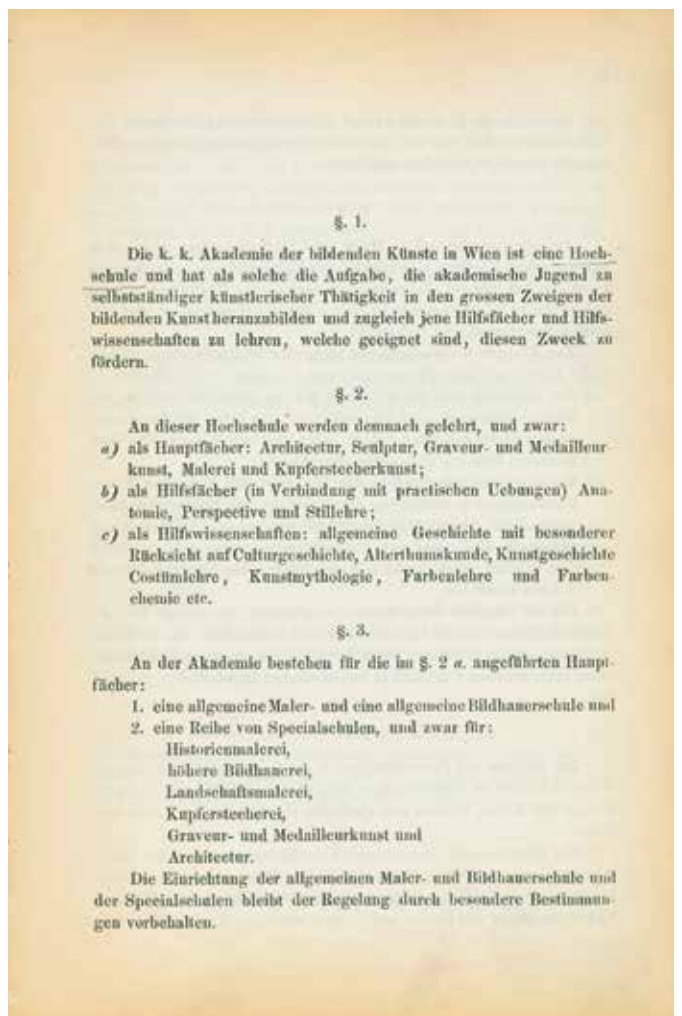 §. 1.
Die k. k. Akademie der bildenden Künste in Wien ist eine Hoch-
schule und hat als solche die Aufgabe, die akademische Jugend zu
selbstständiger künstlerischer Thätigkeit in den grossen Zweigen der
bildenden Kunst heranzubilden und zugleich jene Hilfsfächer und Hilfs-
wissenschaften zu lehren, welche geeignet sind, diesen Zweck zu
fördern.
§. 2.
An dieser Hochschule werden demnach gelehrt, und zwar:
a) als Hauptfächer: Architectur, Sculptur, Graveur- und Medailleur
kunst, Malerei und Kupferstecherkunst;
b) als Hilfsfächer (in Verbindung mit practischen Uebungen) Ana-
tomie, Perspective und Stillehre;
c) als Hilfswissenschaften: allgemeine Geschichte mit besonderer
Rücksicht auf Culturgeschichte, Alterthumskunde, Kunstgeschichte
Costümlehre, Kunstmythologie, Farbenlehre und Farben-
chemie etc.
§. 3.
An der Akademie bestehen für die im §. 2 a. angeführten Haupt-
fächer:
1. eine allgemeine Maler- und eine allgemeine Bildhauerschule und
2. eine Reihe von Specialschulen, und zwar für:
Historienmalerei,
höhere Bildhauerei,
Landschaftsmalerei,
Kupferstecherei,
Graveur- und Medailleurkunst und
Architectur.
Die Einrichtung der allgemeinen Maler- und Bildhauerschule und
der Specialschulen bleibt der Regelung durch besondere Bestimmun-
gen vorbehalten.